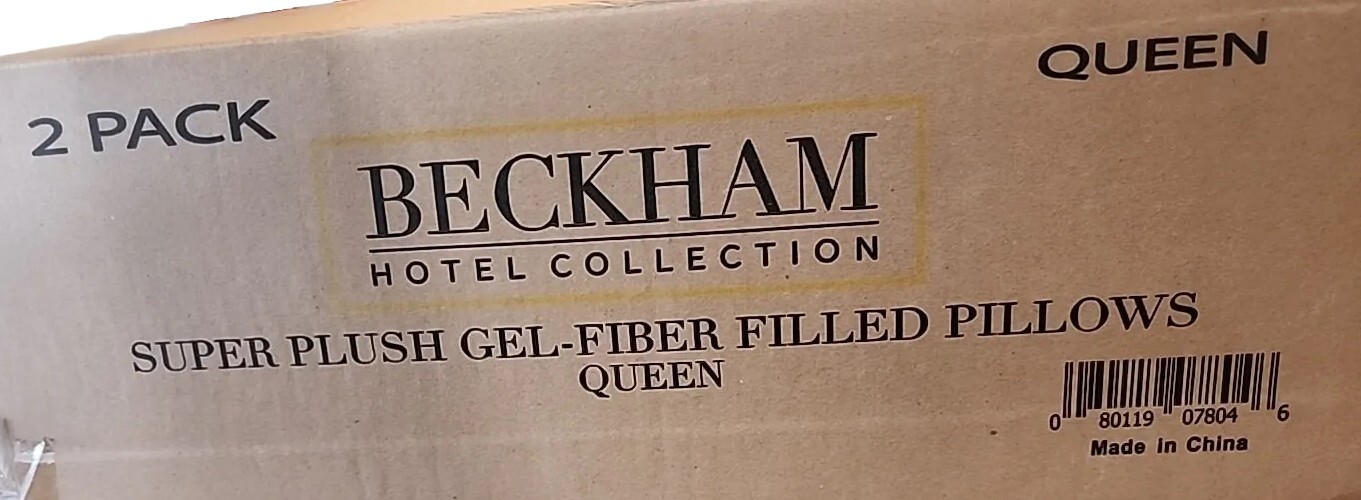 2 PACK
QUEEN
BECKHAM
HOTEL COLLECTION
SUPER PLUSH GEL-FIBER FILLED PILLOWS
QUEEN
0 80119 07804 6
Made in China